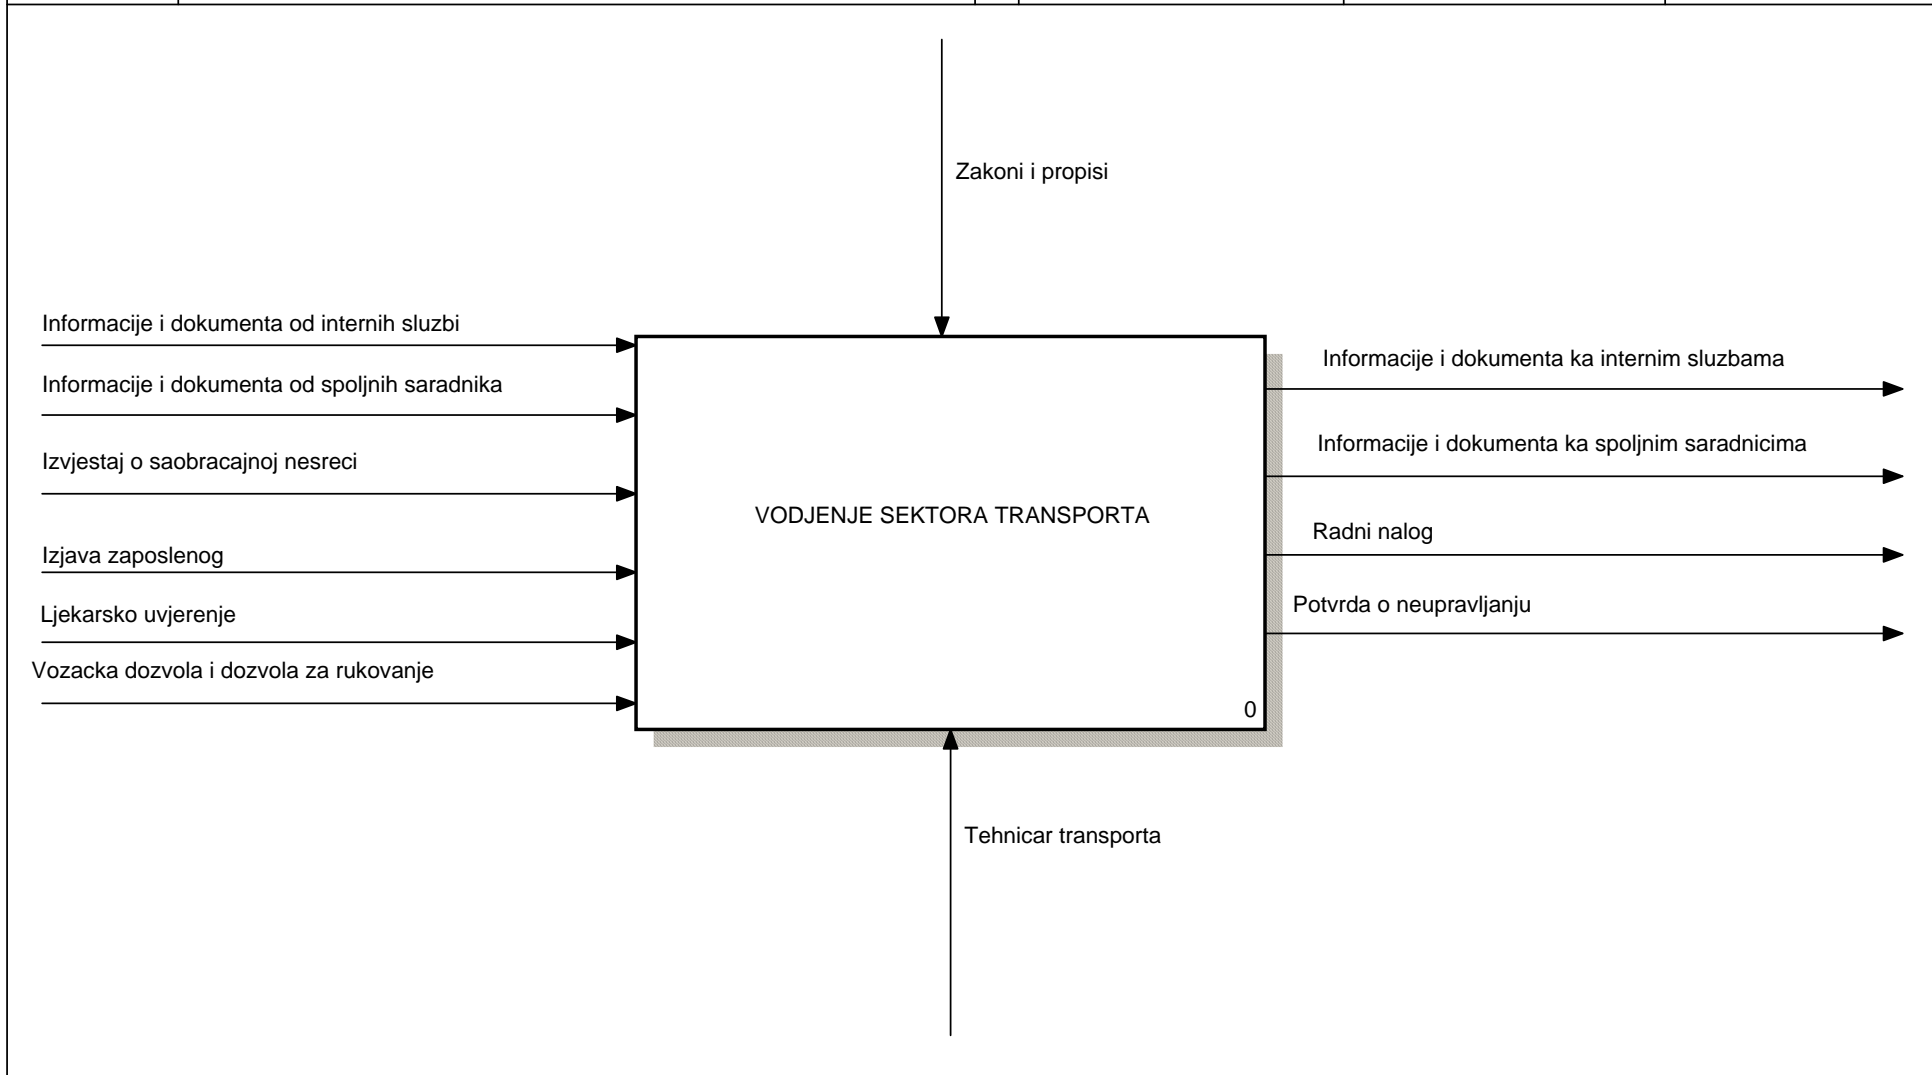 Zakoni i propisi
Informacije i dokumenta od internih sluzbi
Informacije i dokumenta od spoljnih saradnika
Izvjestaj o saobracajnoj nesreci
Izjava zaposlenog
Ljekarsko uvjerenje
Vozacka dozvola i dozvola za rukovanje
VODJENJE SEKTORA TRANSPORTA
0
Informacije i dokumenta ka internim sluzbama
Informacije i dokumenta ka spoljnim saradnicima
Radni nalog
Potvrda o neupravljanju
Tehnicar transporta